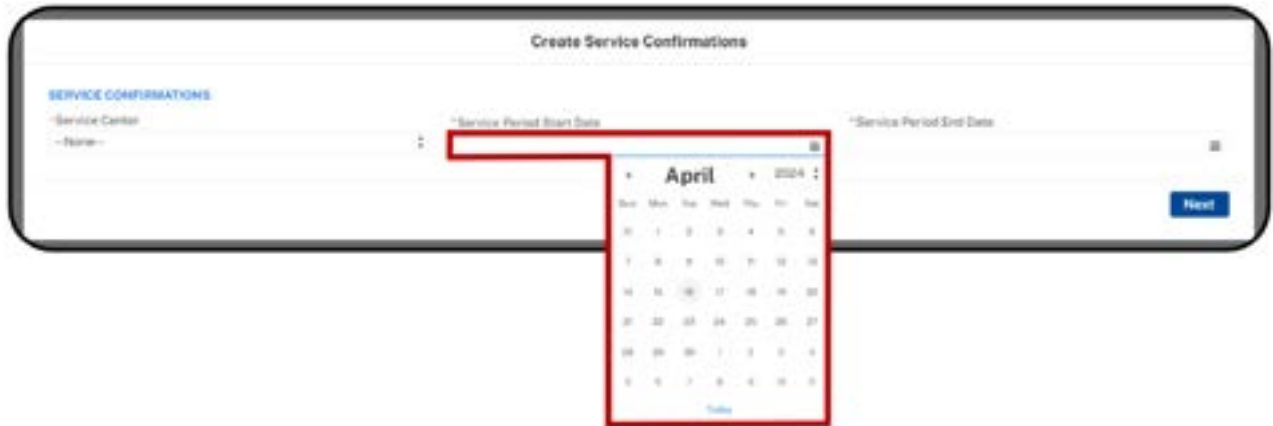 Create Service Confirmations
SERVICE CONFIRMATIONS
*Service Center
*Service Period Start Date
*Service Period End Date
--None--
April
2024
Sun Mon Tue Wed Thu Fri Sat
31 1 2 3 4 5 6
7 8 9 10 11 12 13
14 15 16 17 18 19 20
21 22 23 24 25 26 27
28 29 30 1 2 3 4
5 6 7 8 9 10 11
Today
Next